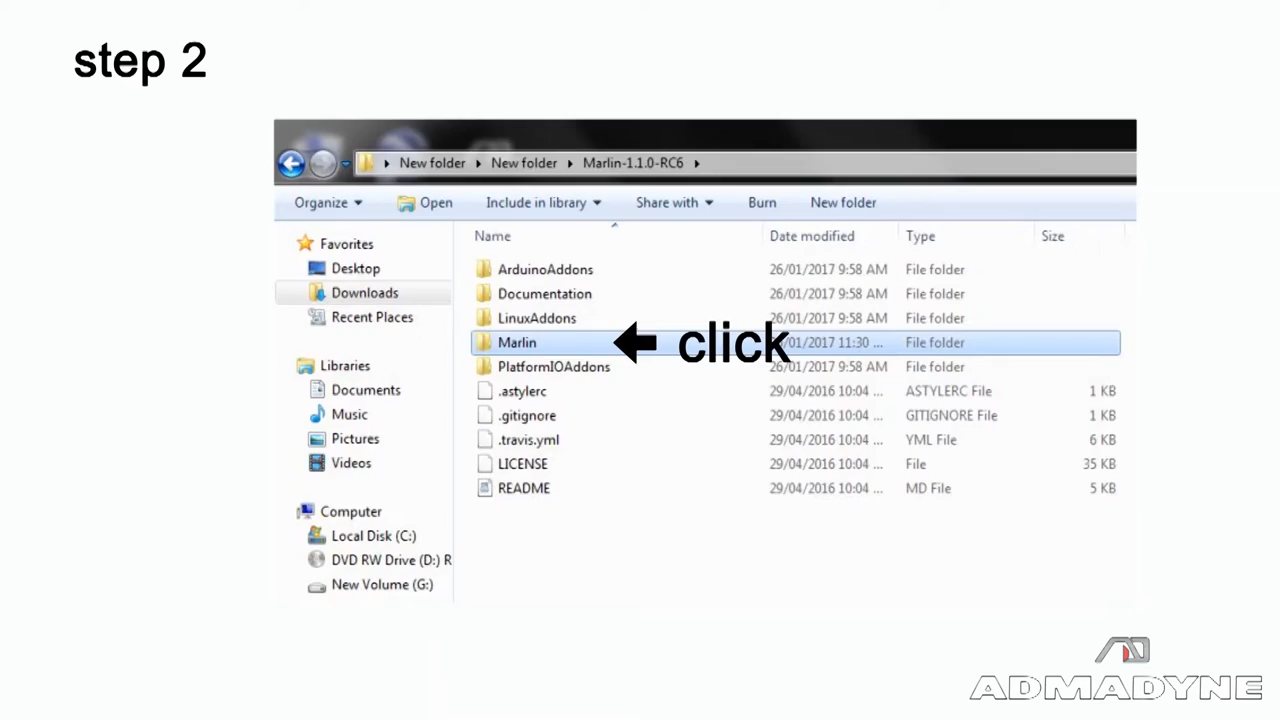 step 2
New folder New folder Marlin-1.1.0-RC6
Organize Open Include in library Share with Burn New folder
Name Date modified Type Size
Favorites
Desktop
Downloads
Recent Places
Libraries
Documents
Music
Pictures
Videos
Computer
Local Disk (C:)
DVD RW Drive (D:) R
New Volume (G:)
ArduinoAddons 26/01/2017 9:58 AM File folder
Documentation 26/01/2017 9:58 AM File folder
LinuxAddons 26/01/2017 9:58 AM File folder
Marlin click /01/2017 11:30 ... File folder
PlatformIOAddons 26/01/2017 9:58 AM File folder
.astylerc 29/04/2016 10:04 ... ASTYLERC File 1 KB
.gitignore 29/04/2016 10:04 ... GITIGNORE File 1 KB
.travis.yml 29/04/2016 10:04 ... YML File 6 KB
LICENSE 29/04/2016 10:04 ... File 35 KB
README 29/04/2016 10:04 ... MD File 5 KB
ADMADYNE